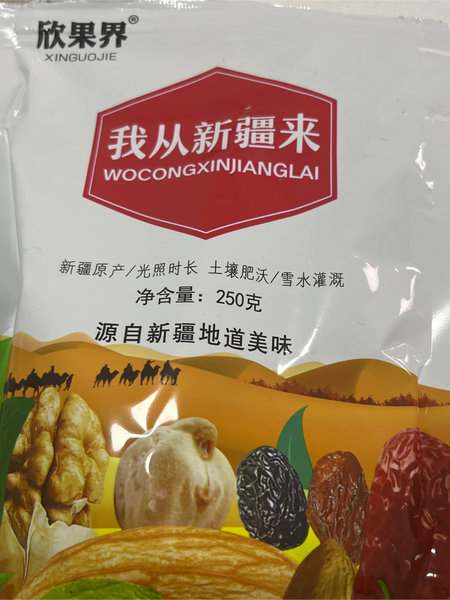 欣果界®
XINGUOJIE
我从新疆来
WOCONGXINJIANGLAI
新疆原产/光照时长 土壤肥沃/雪水灌溉
净含量：250克
源自新疆地道美味